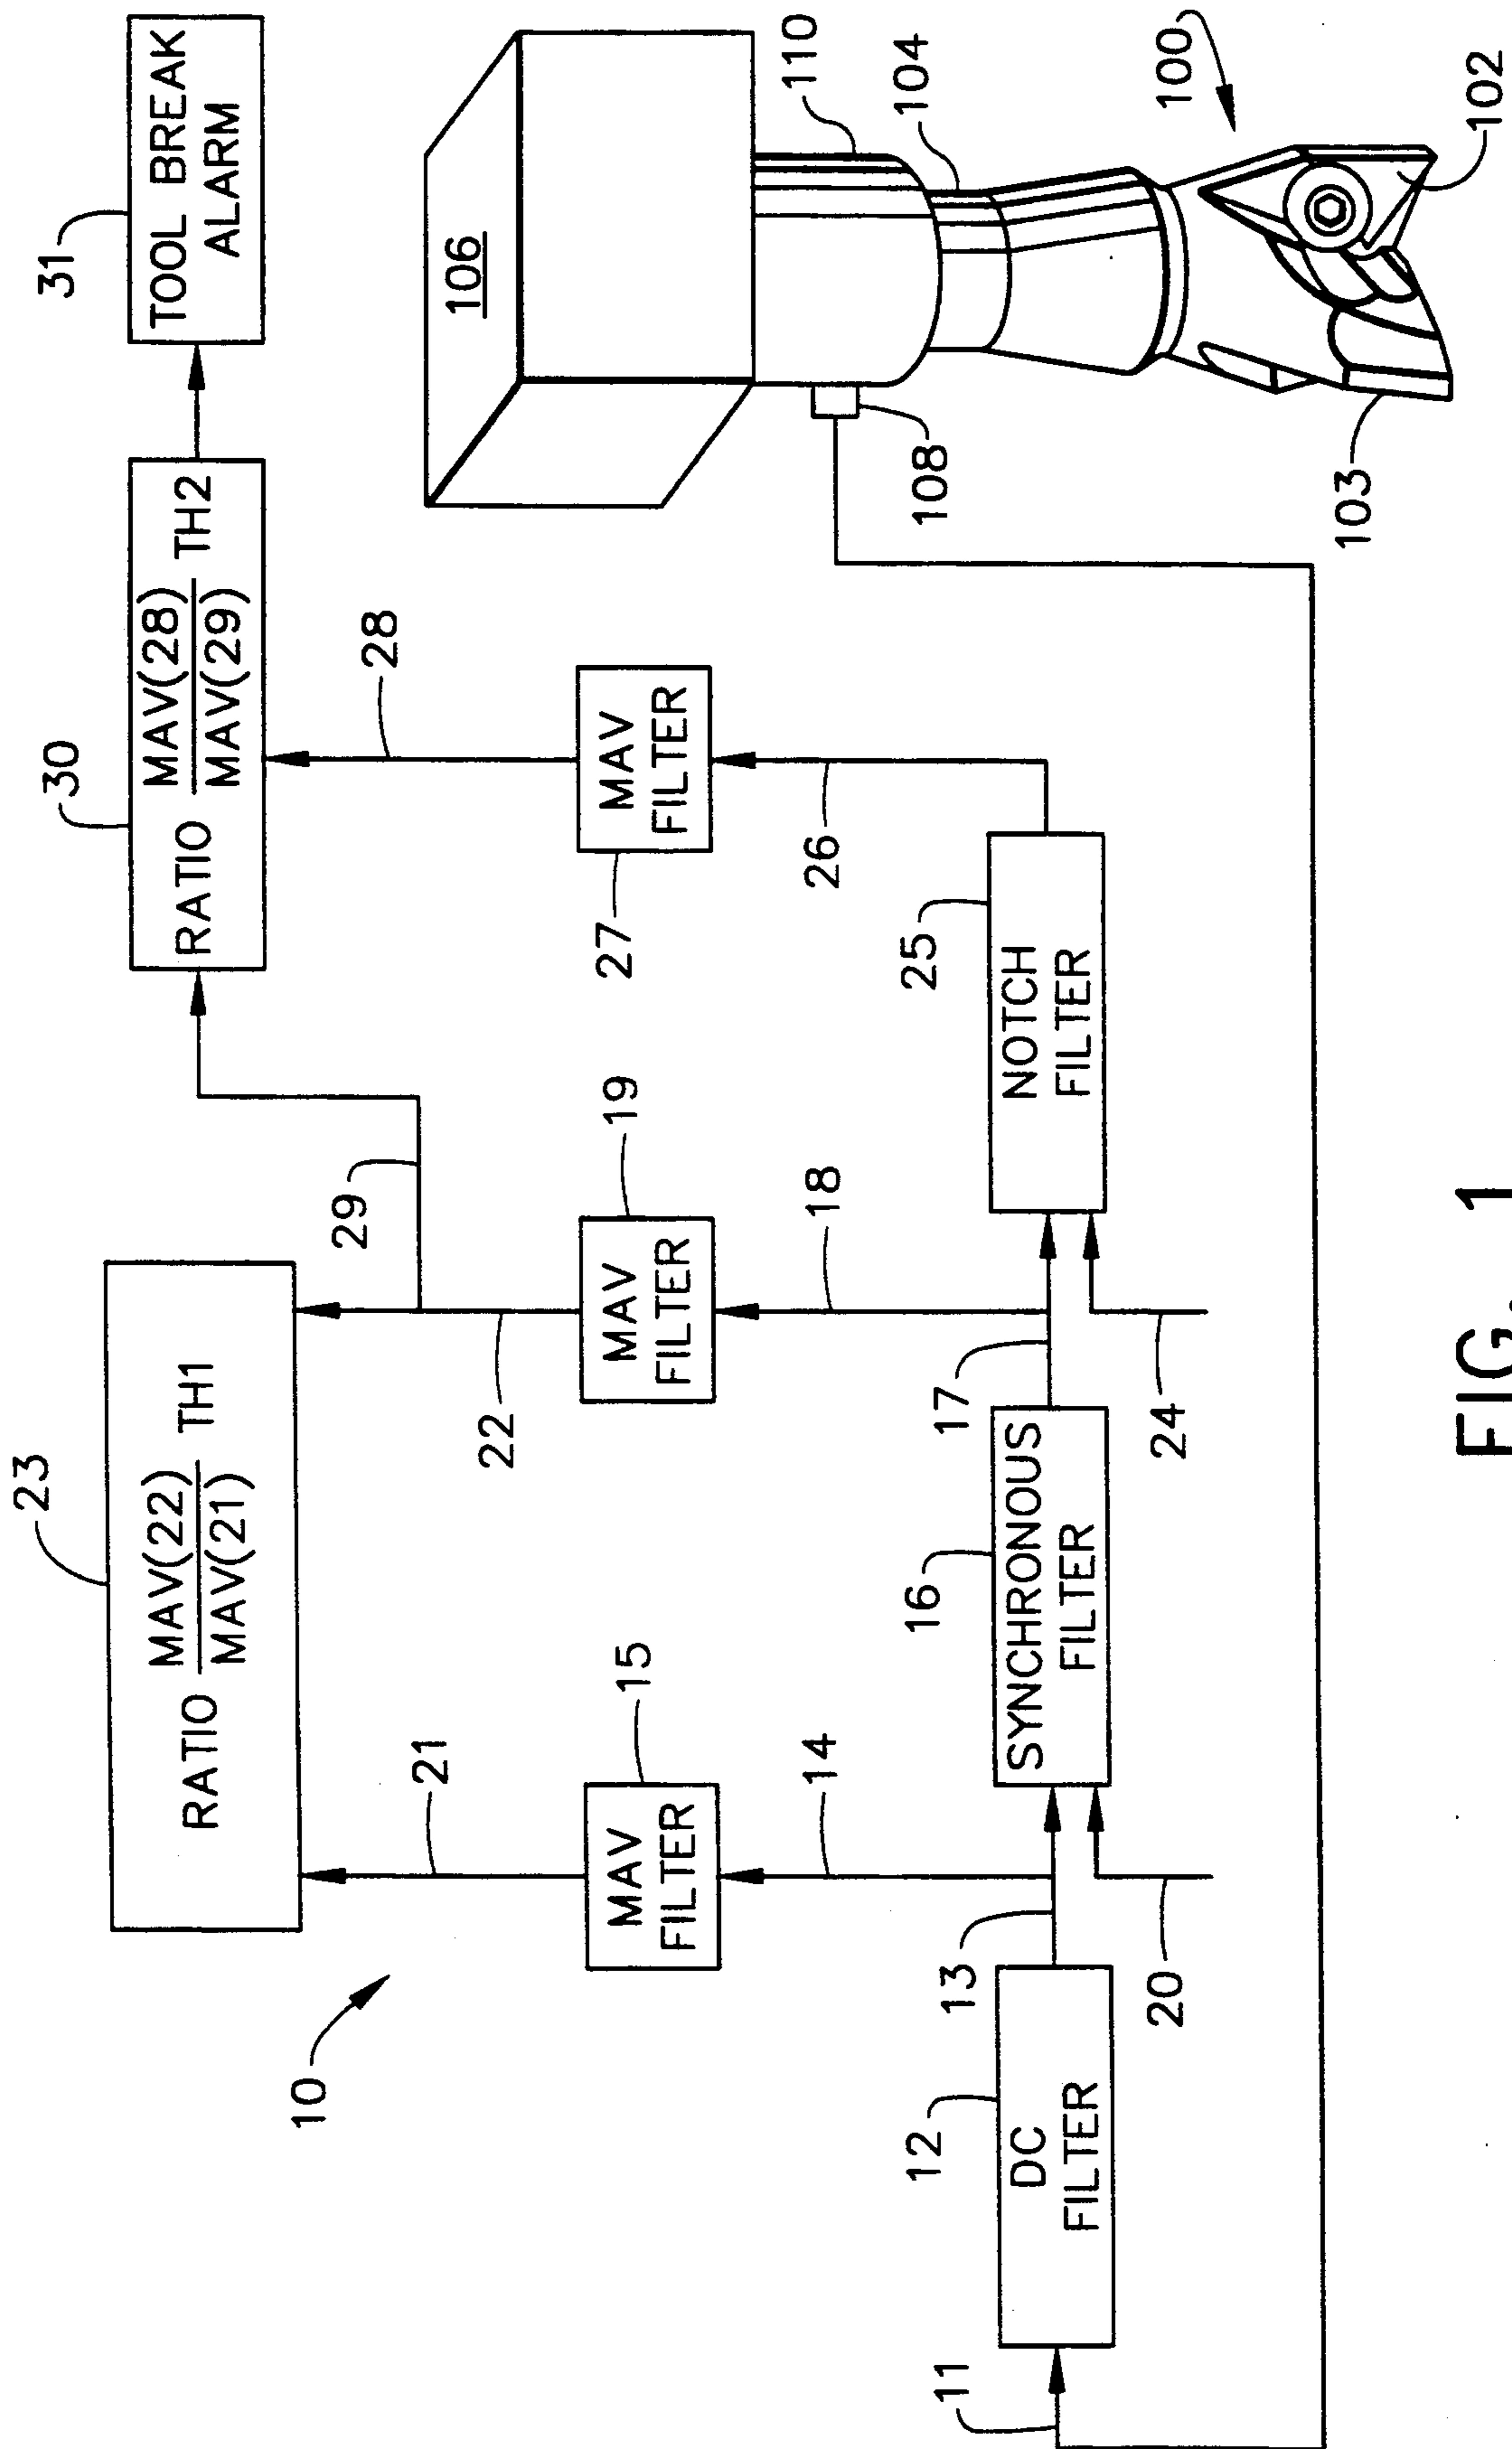 23
RATIO MAV(22) TH1
MAV(21)
30
RATIO MAV(28) TH2
MAV(29)
31
TOOL BREAK
ALARM
10
21
22
29
28
106
15
MAV
FILTER
19
MAV
FILTER
27
MAV
FILTER
110
104
14
18
26
108
12
DC
FILTER
13
16
SYNCHRONOUS
FILTER
17
25
NOTCH
FILTER
11
20
24
100
103
102
FIG. 1